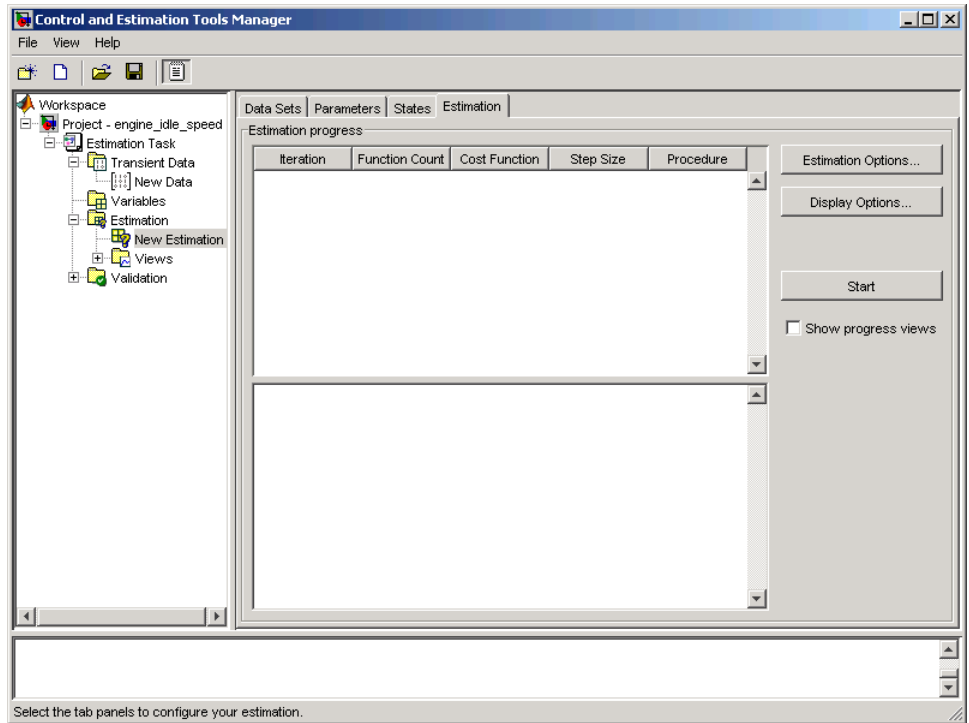 Control and Estimation Tools Manager
File View Help
Workspace
Project - engine_idle_speed
Estimation Task
Transient Data
New Data
Variables
Estimation
New Estimation
Views
Validation
Data Sets Parameters States Estimation
Estimation progress
Iteration Function Count Cost Function Step Size Procedure
Estimation Options...
Display Options...
Start
Show progress views
Select the tab panels to configure your estimation.